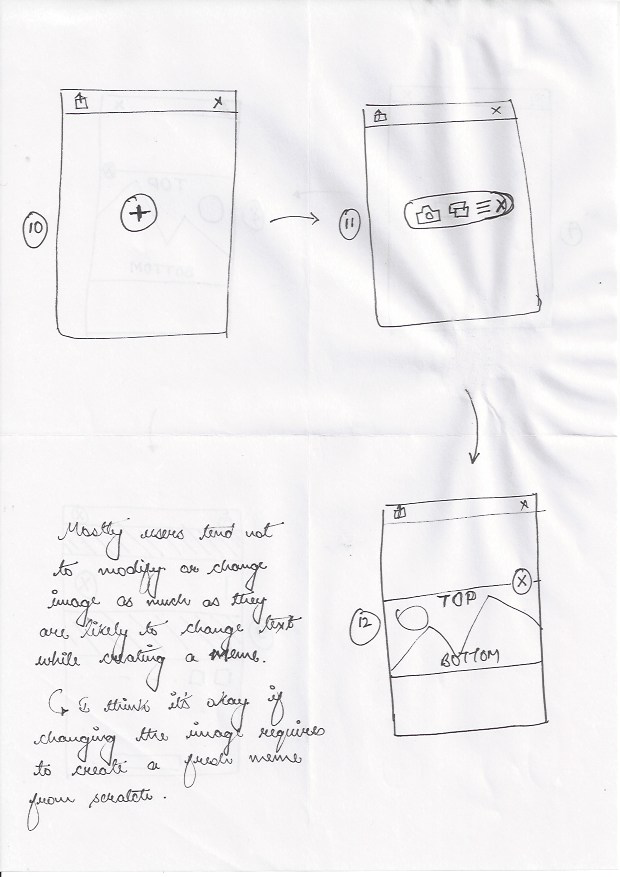 X
X
10
11
X
X
12
X
TOP
BOTTOM
Mostly users tend not
to modify or change
image as much as they
are likely to change text
while creating a meme.
↳ I think it's okay if
changing the image requires
to create a fresh meme
from scratch.